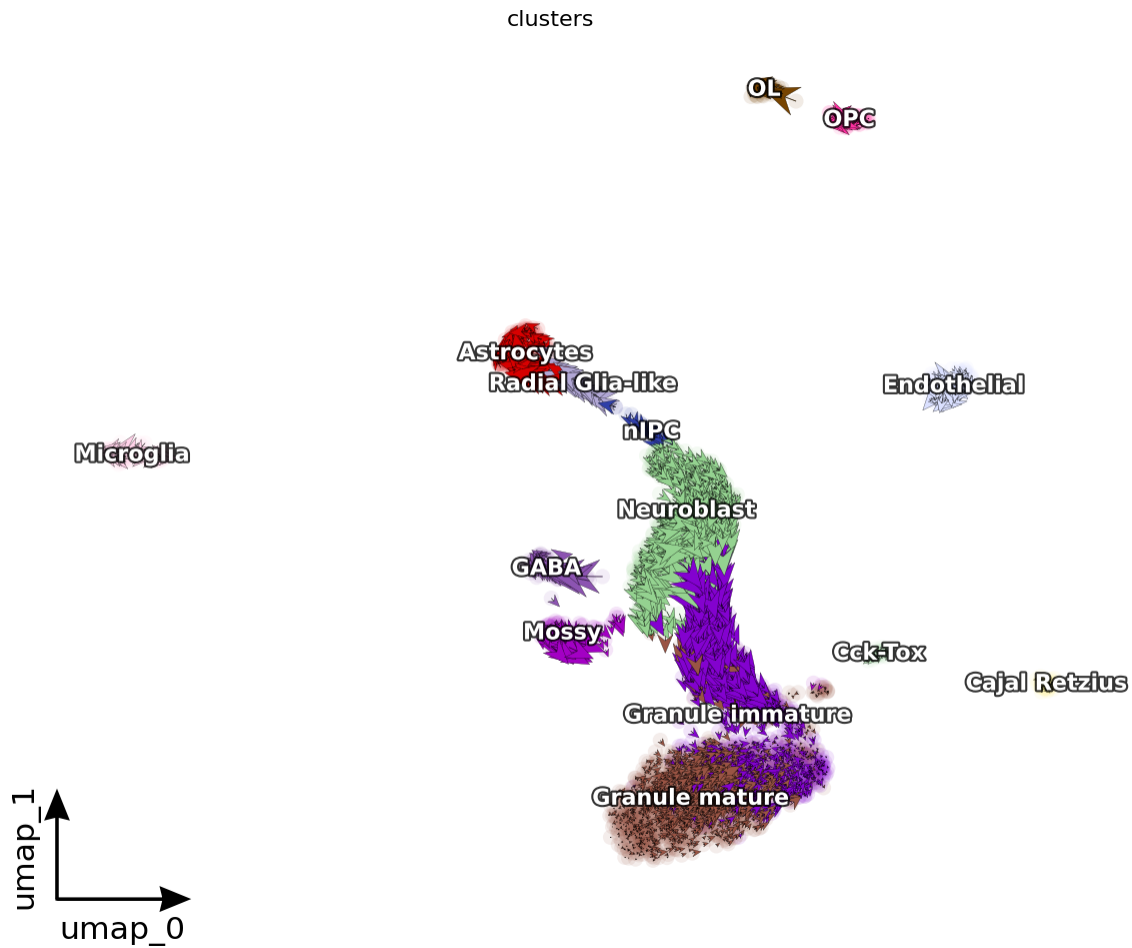 clusters
OL
OPC
Astrocytes
Radial Glia-like
Endothelial
nIPC
Microglia
Neuroblast
GABA
Mossy
Cck-Tox
Cajal Retzius
Granule immature
Granule mature
umap_1
umap_0